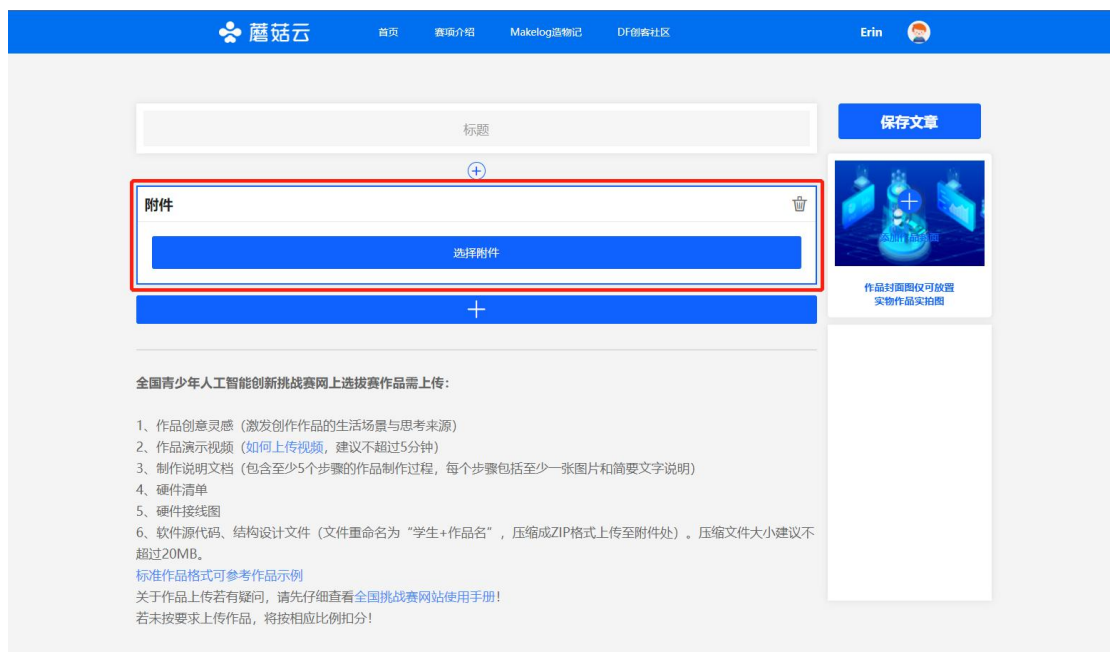 蘑菇云
首页
赛项介绍
Makelog造物记
DF创客社区
Erin
标题
保存文章
附件
选择附件
添加作品封面
作品封面图仅可放置
实物作品实拍图
全国青少年人工智能创新挑战赛网上选拔赛作品需上传：
1、作品创意灵感（激发创作作品的生活场景与思考来源）
2、作品演示视频（如何上传视频，建议不超过5分钟）
3、制作说明文档（包含至少5个步骤的作品制作过程，每个步骤包括至少一张图片和简要文字说明）
4、硬件清单
5、硬件接线图
6、软件源代码、结构设计文件（文件重命名为“学生+作品名”，压缩成ZIP格式上传至附件处）。压缩文件大小建议不
超过20MB。
标准作品格式可参考作品示例
关于作品上传若有疑问，请先仔细查看全国挑战赛网站使用手册！
若未按要求上传作品，将按相应比例扣分！